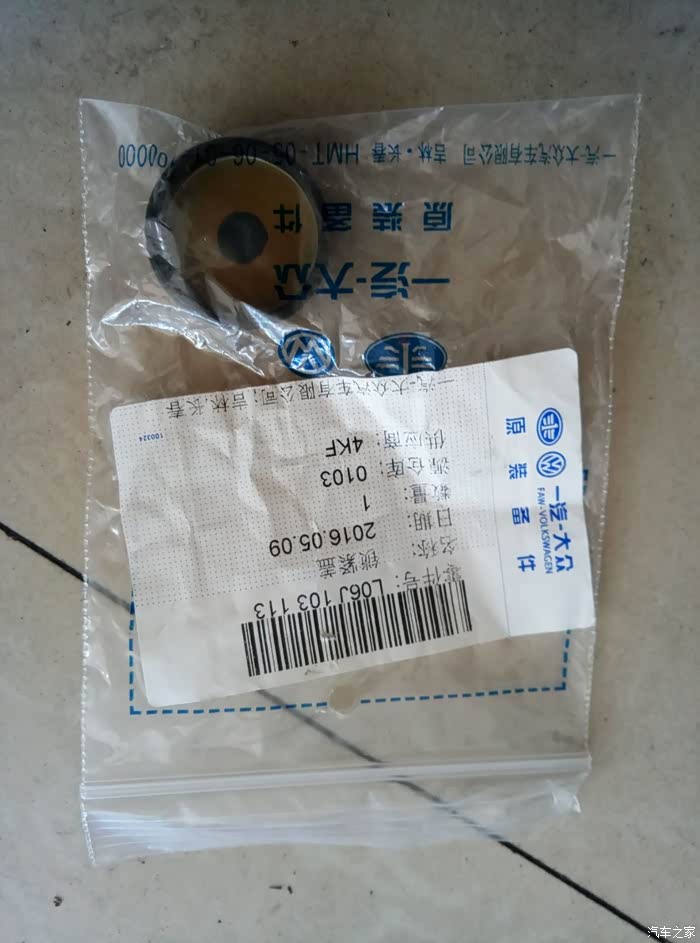 一汽-大众
FAW-VOLKSWAGEN
原装备件
零件号: L06J 103 113
名称: 锁紧盖
日期: 2016.05.09
数量: 1
源仓库: 0103
供应商: 4KF
一汽-大众汽车有限公司;吉林.长春
100324
一汽-大众
原装备件
一汽-大众汽车有限公司 吉林·长春 HMT-03-06
汽车之家